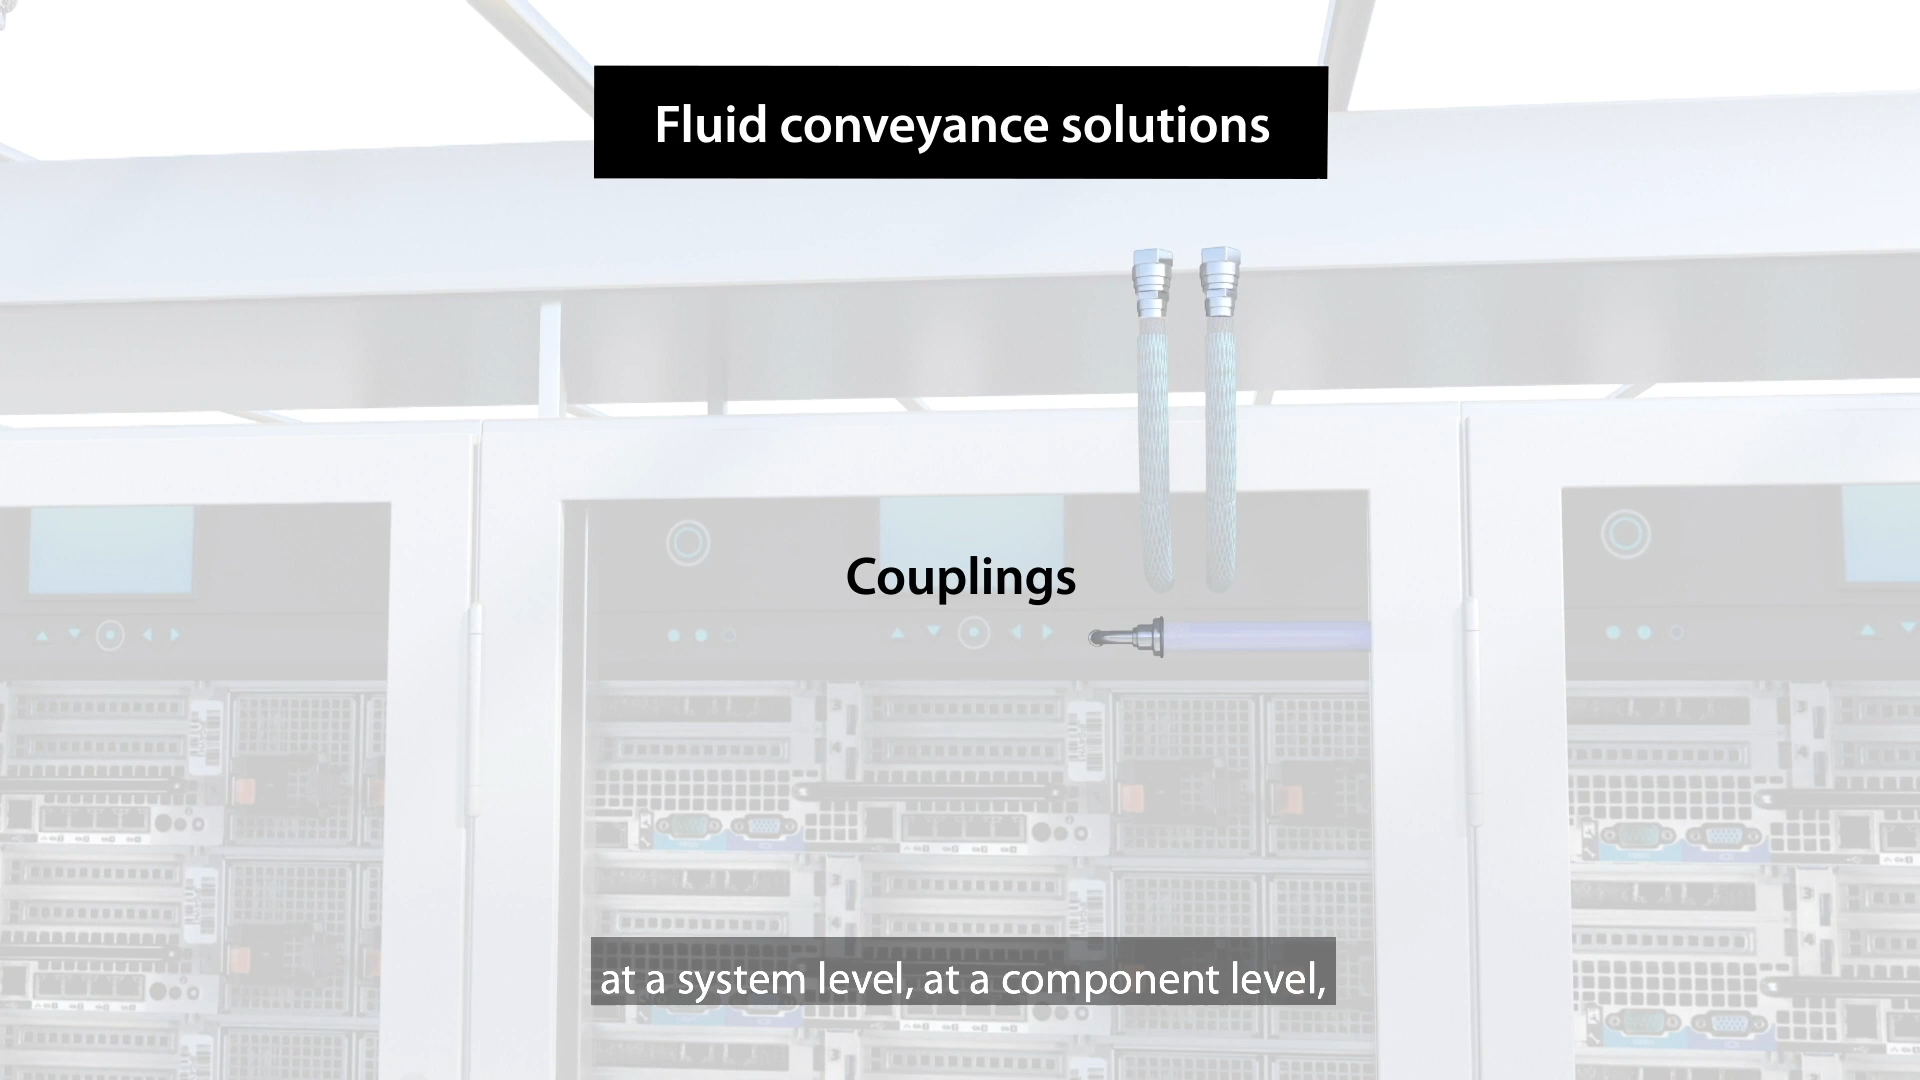 Fluid conveyance solutions
Couplings
at a system level, at a component level,